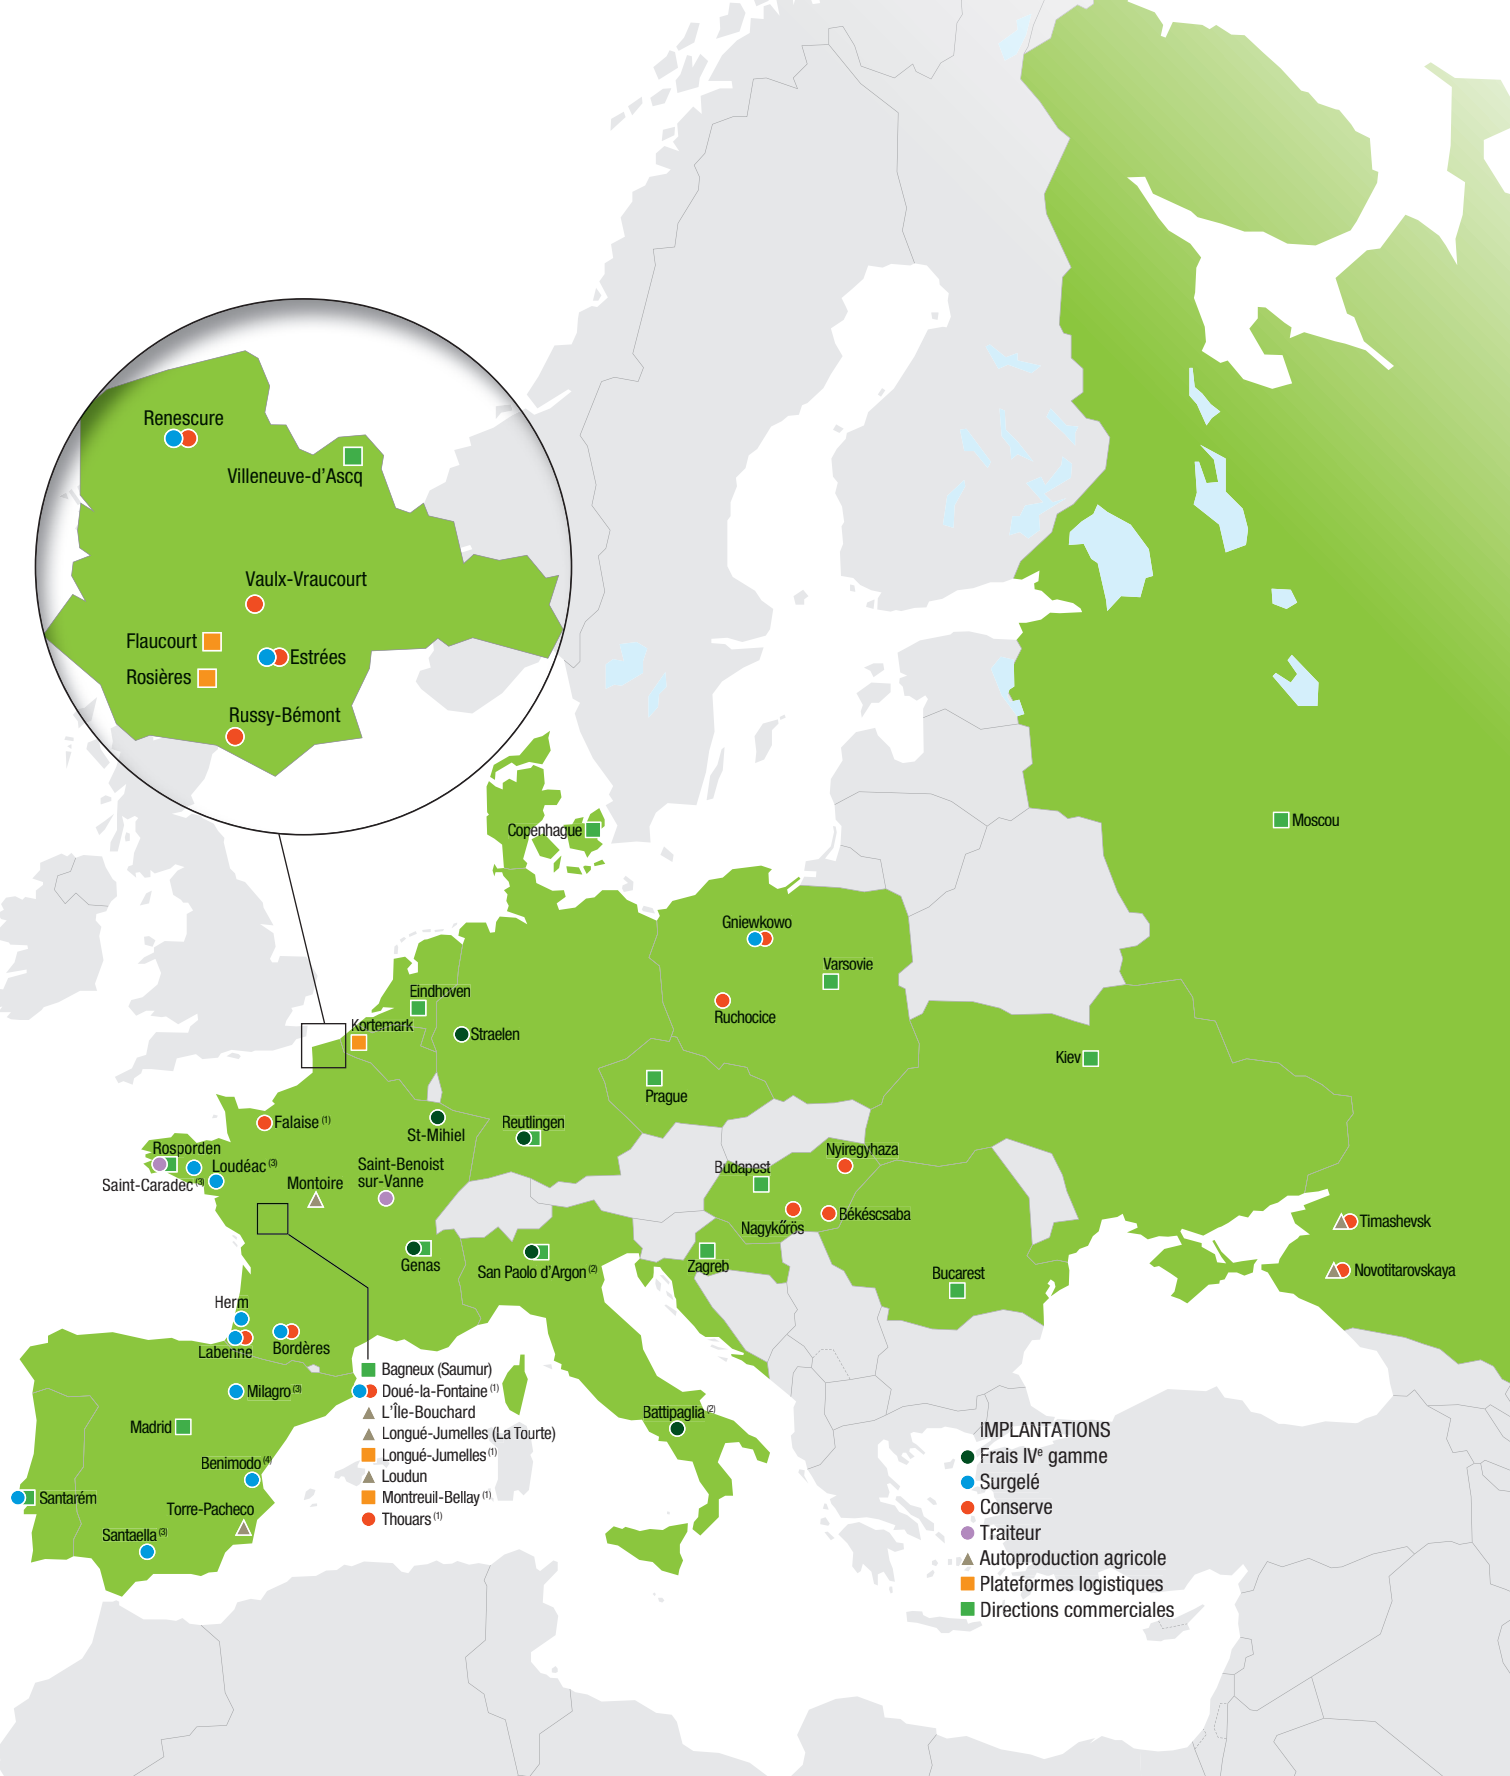 Renescure
Villeneuve-d'Ascq
Vaulx-Vraucourt
Flaucourt
Estrées
Rosières
Russy-Bémont
Copenhague
Moscou
Gniewkowo
Varsovie
Eindhoven
Ruchocice
Kortemark
Straelen
Kiev
Prague
Falaise (1)
St-Mihiel
Reutlingen
Rosporden
Loudéac (3)
Saint-Caradec (3)
Montoire
Saint-Benoist
sur-Vanne
Nyiregyhaza
Budapest
Nagykőrös
Békéscsaba
Timashevsk
Genas
San Paolo d'Argon (2)
Zagreb
Bucarest
Novotitarovskaya
Herm
Labenne
Bordères
Bagneux (Saumur)
Doué-la-Fontaine (1)
L'Île-Bouchard
Longué-Jumelles (La Tourte)
Longué-Jumelles (1)
Loudun
Montreuil-Bellay (1)
Thouars (1)
Milagro (3)
Madrid
Battipaglia (2)
Benimodo (4)
Santarém
Torre-Pacheco
Santaella (3)
IMPLANTATIONS
Frais IVe gamme
Surgelé
Conserve
Traiteur
Autoproduction agricole
Plateformes logistiques
Directions commerciales